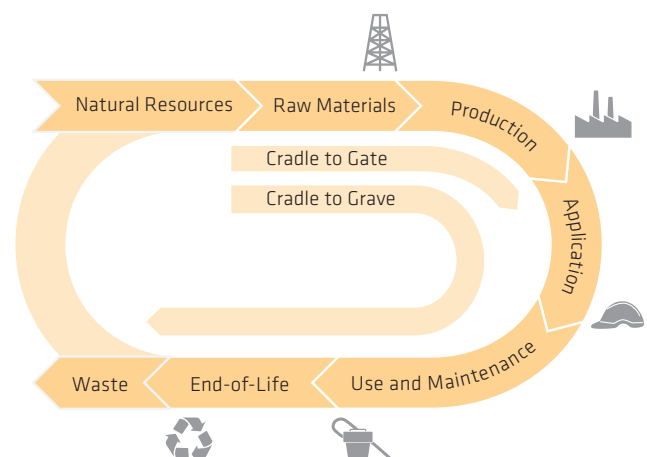 Natural Resources
Raw Materials
Production
Cradle to Gate
Cradle to Grave
Application
Use and Maintenance
End-of-Life
Waste